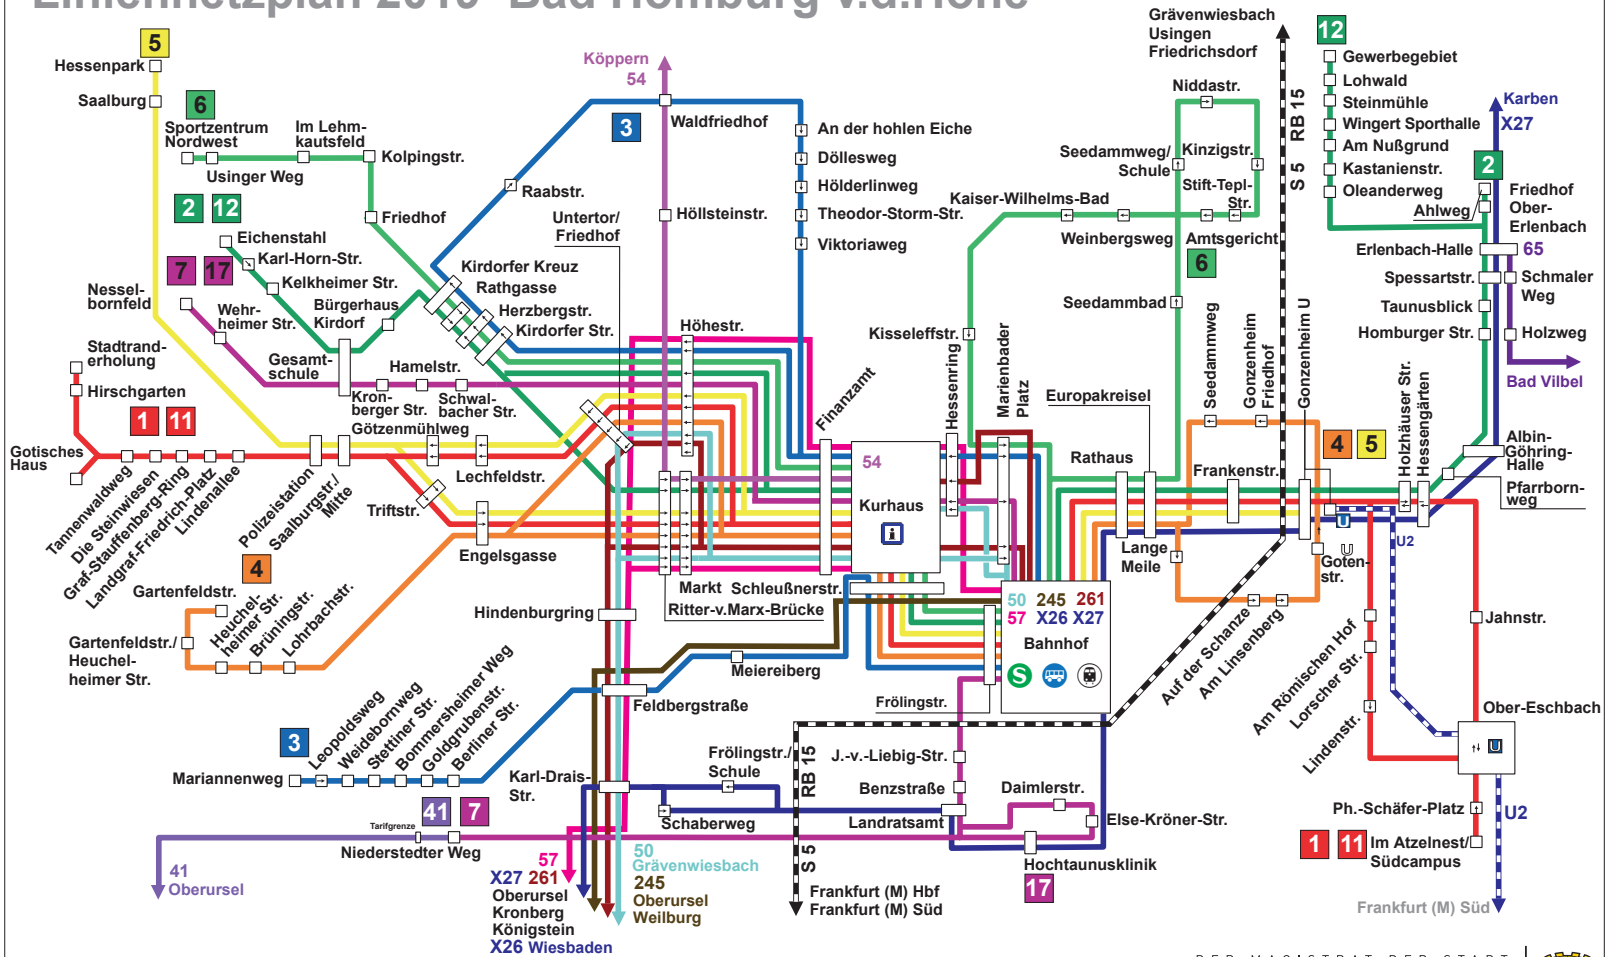 Liniennetzplan 2016 Bad Homburg v.d.Höhe
5
Hessenpark
Saalburg
6
Sportzentrum
Nordwest
Im Lehm-
kautsfeld
Kolpingstr.
Usinger Weg
Friedhof
2
12
Eichenstahl
Karl-Horn-Str.
7
17
Kelkheimer Str.
Nessel-
bornfeld
Wehr-
heimer Str.
Bürgerhaus
Kirdorf
Gesamt-
schule
Hamelstr.
Kron-
berger Str.
Schwal-
bacher Str.
Götzenmühlweg
Stadtrand-
erholung
Hirschgarten
1
11
Gotisches
Haus
Tannenwaldweg
Die Steinwiesen
Graf-Stauffenberg-Ring
Landgraf-Friedrich-Platz
Lindenallee
Polizeistation
Saalburgstr./
Mitte
Lechfeldstr.
Triftstr.
Engelsgasse
4
Gartenfeldstr.
Gartenfeldstr./
Heuchel-
heimer Str.
Heuchel-
heimer Str.
Brüningstr.
Lohrbachstr.
Köppern
54
3
Waldfriedhof
Raabstr.
Untertor/
Friedhof
Höllsteinstr.
Kirdorfer Kreuz
Rathgasse
Herzbergstr.
Kirdorfer Str.
Höhestr.
An der hohlen Eiche
Döllesweg
Hölderlinweg
Theodor-Storm-Str.
Viktoriaweg
Finanzamt
54
Kurhaus
i
Markt
Schleußnerstr.
Ritter-v.Marx-Brücke
Hindenburgring
Meiereiberg
Feldbergstraße
3
Mariannenweg
Leopoldsweg
Weidebornweg
Stettiner Str.
Bommersheimer Weg
Goldgrubenstr.
Berliner Str.
Karl-Drais-
Str.
Frölingstr./
Schule
Schaberweg
41
7
Tarifgrenze
Niederstedter Weg
41
Oberursel
57
X27 261
Oberursel
Kronberg
Königstein
X26 Wiesbaden
50
Grävenwiesbach
245
Oberursel
Weilburg
Grävenwiesbach
Usingen
Friedrichsdorf
S 5 RB 15
Niddastr.
Seedammweg/
Schule
Kinzigstr.
Stift-Tepl-
Str.
Kaiser-Wilhelms-Bad
Weinbergsweg
Amtsgericht
6
Seedammbad
Kisseleffstr.
Hessenring
Marienbader
Platz
Europakreisel
Seedammweg
Gonzenheim
Friedhof
Gonzenheim U
Rathaus
Frankenstr.
Lange
Meile
4
5
U
U
U2
Goten-
str.
50 245 261
57 X26 X27
Bahnhof
S
Frölingstr.
Auf der Schanze
Am Linsenberg
J.-v.-Liebig-Str.
Benzstraße
Landratsamt
Daimlerstr.
Else-Kröner-Str.
Hochtaunusklinik
17
S 5 RB 15
Frankfurt (M) Hbf
Frankfurt (M) Süd
12
Gewerbegebiet
Lohwald
Steinmühle
Wingert Sporthalle
Am Nußgrund
Kastanienstr.
Oleanderweg
Karben
X27
2
Friedhof
Ober-
Erlenbach
Ahlweg
Erlenbach-Halle
65
Spessartstr.
Schmaler
Weg
Taunusblick
Homburger Str.
Holzweg
Bad Vilbel
Holzhäuser Str.
Hessengärten
Albin-
Göhring-
Halle
Pfarrborn-
weg
Jahnstr.
Am Römischen Hof
Lorscher Str.
Lindenstr.
Ober-Eschbach
U
Ph.-Schäfer-Platz
U2
1
11
Im Atzelnest/
Südcampus
Frankfurt (M) Süd